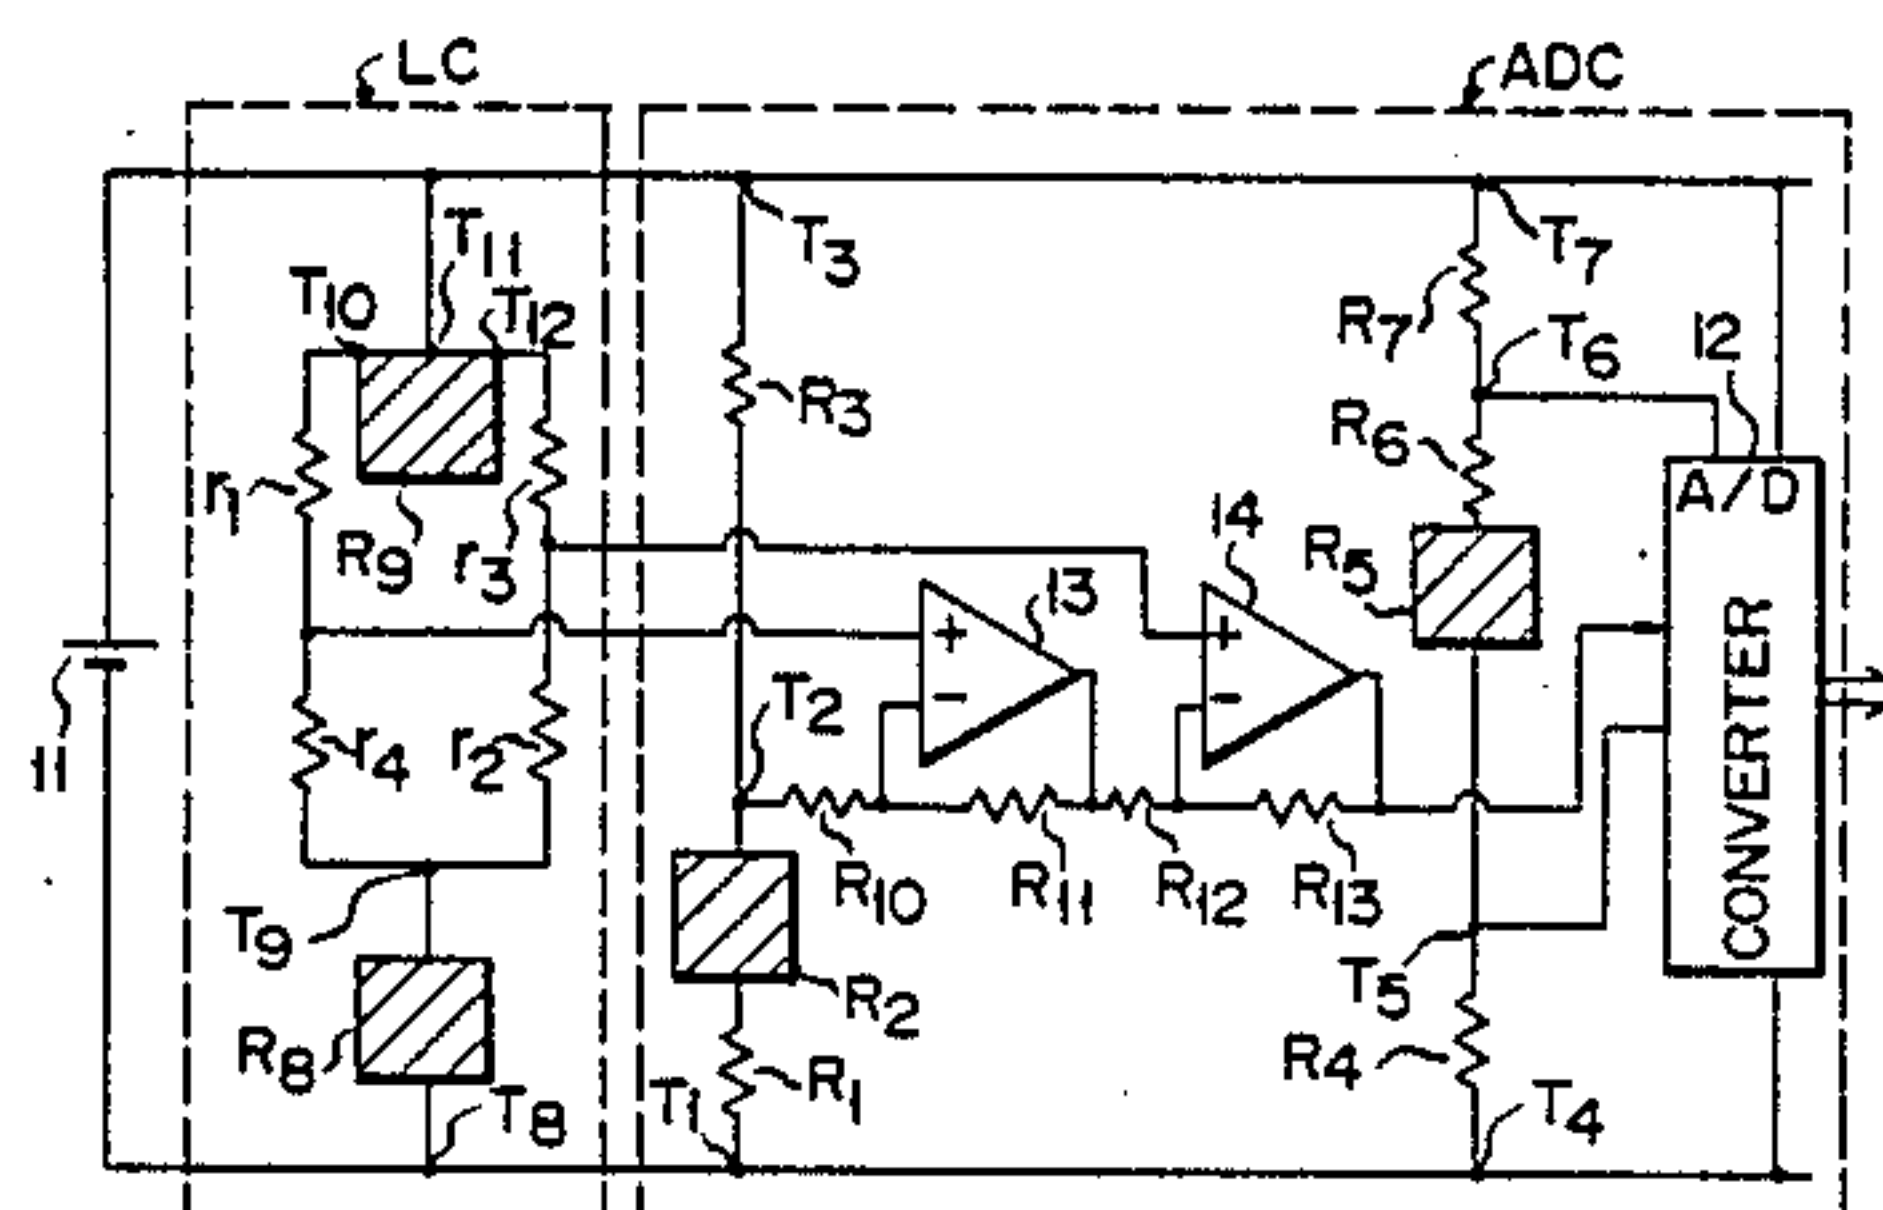 LC
ADC
T11
T10
T12
T3
T7
R7
T6
12
R3
R6
r1
R9
r3
14
R5
A/D
CONVERTER
13
+
+
-
-
T2
11
r4
r2
R10
R11
R12
R13
T9
T5
R2
R8
R1
R4
T8
T1
T4